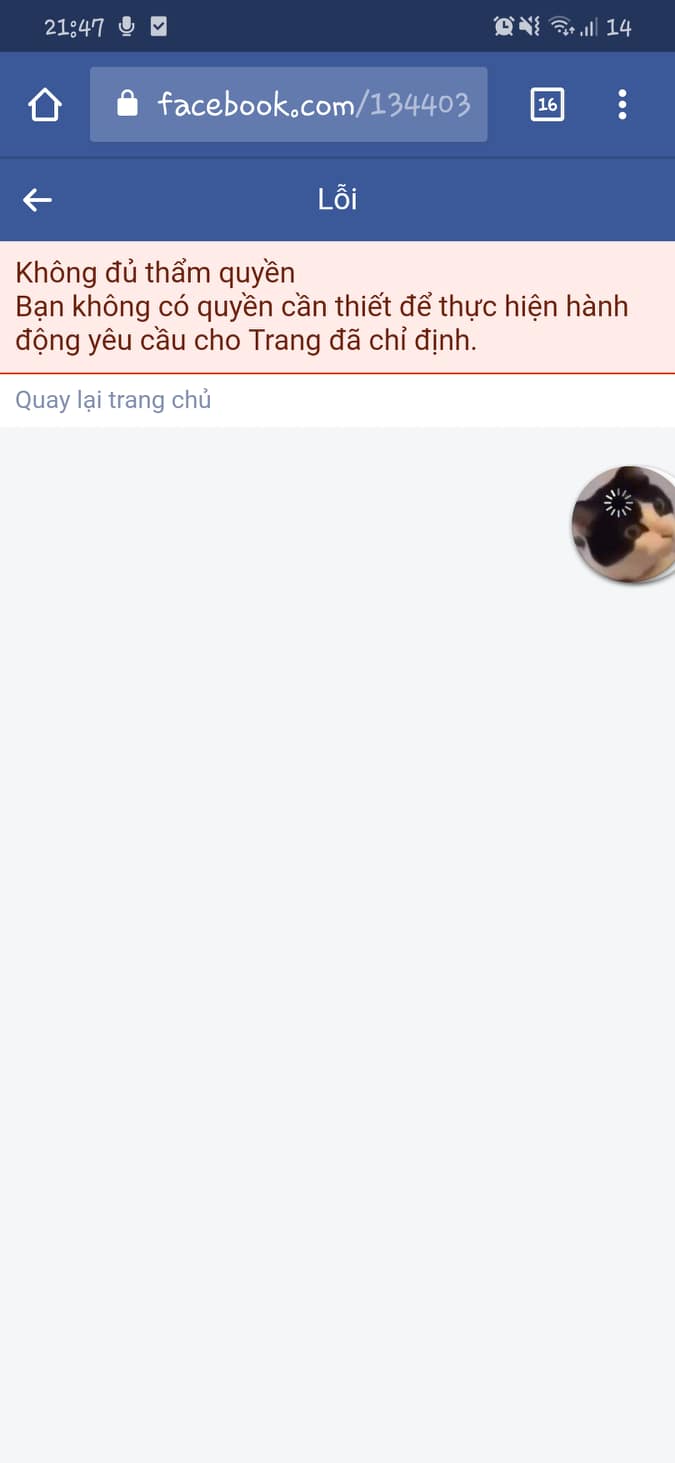 21:47
14
facebook.com/134403
16
Lỗi
Không đủ thẩm quyền
Bạn không có quyền cần thiết để thực hiện hành
động yêu cầu cho Trang đã chỉ định.
Quay lại trang chủ